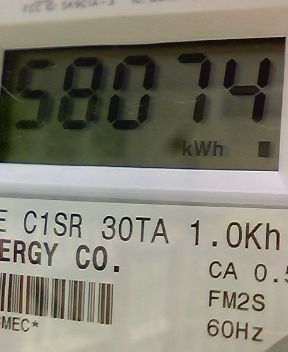 58074
kWh
E C1SR 30TA 1.0Kh
ERGY CO.
CA 0.5
FM2S
MEC*
60Hz